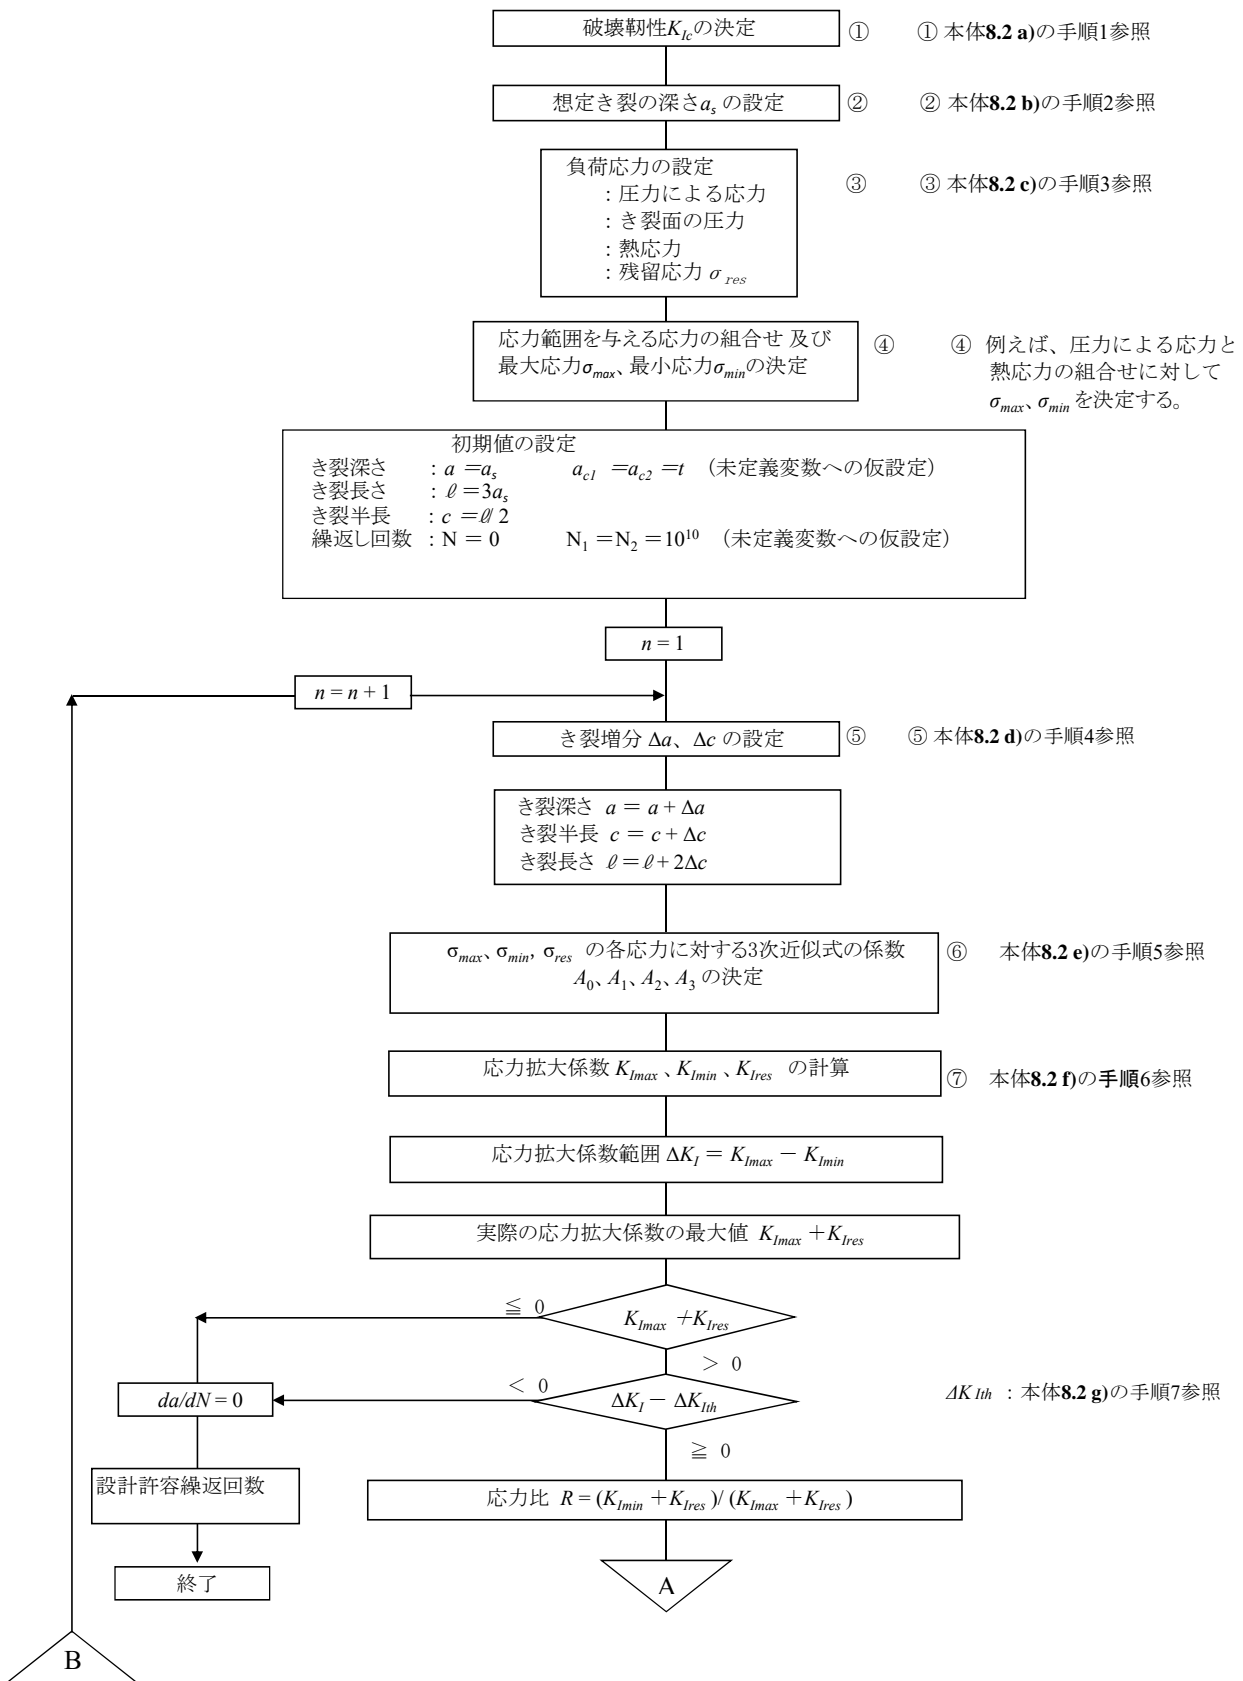 破壊靭性K_Icの決定 ① ① 本体8.2 a)の手順1参照
想定き裂の深さa_s の設定 ② ② 本体8.2 b)の手順2参照
負荷応力の設定
：圧力による応力 ③ ③ 本体8.2 c)の手順3参照
：き裂面の圧力
：熱応力
：残留応力 σ_res
応力範囲を与える応力の組合せ 及び ④ ④ 例えば、圧力による応力と
最大応力σ_max、最小応力σ_minの決定 熱応力の組合せに対して
σ_max、σ_min を決定する。
初期値の設定
き裂深さ ：a ＝a_s a_c1 ＝a_c2 ＝t （未定義変数への仮設定）
き裂長さ ：ℓ＝3a_s
き裂半長 ：c ＝ℓ/ 2
繰返し回数 ：N ＝ 0 N_1 ＝N_2 ＝10^10 （未定義変数への仮設定）
n = 1
n = n + 1
き裂増分 Δa、Δc の設定 ⑤ ⑤ 本体8.2 d)の手順4参照
き裂深さ a ＝ a + Δa
き裂半長 c ＝ c + Δc
き裂長さ ℓ＝ℓ+ 2Δc
σ_max、σ_min, σ_res の各応力に対する3次近似式の係数 ⑥ 本体8.2 e)の手順5参照
A_0、A_1、A_2、A_3 の決定
応力拡大係数 K_Imax 、K_Imin 、K_Ires の計算 ⑦ 本体8.2 f)の手順6参照
応力拡大係数範囲 ΔK_I ＝ K_Imax － K_Imin
実際の応力拡大係数の最大値 K_Imax ＋K_Ires
≦ 0 K_Imax ＋K_Ires
＞ 0
da/dN = 0 ＜ 0 ΔK_I － ΔK_Ith ΔK_Ith ：本体8.2 g)の手順7参照
≧ 0
設計許容繰返回数 応力比 R = (K_Imin ＋K_Ires )/ (K_Imax ＋K_Ires )
終了 A
B